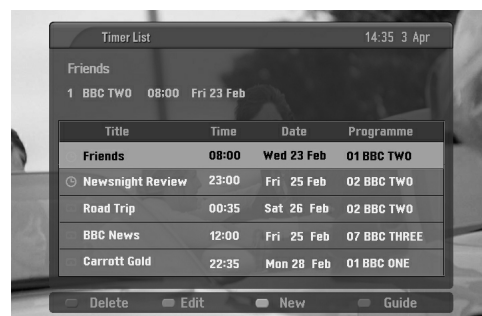 Timer List 14:35 3 Apr
Friends
1 BBC TWO 08:00 Fri 23 Feb
Title Time Date Programme
Friends 08:00 Wed 23 Feb 01 BBC TWO
Newsnight Review 23:00 Fri 25 Feb 02 BBC TWO
Road Trip 00:35 Sat 26 Feb 02 BBC TWO
BBC News 12:00 Fri 25 Feb 07 BBC THREE
Carrott Gold 22:35 Mon 28 Feb 01 BBC ONE
Delete Edit New Guide